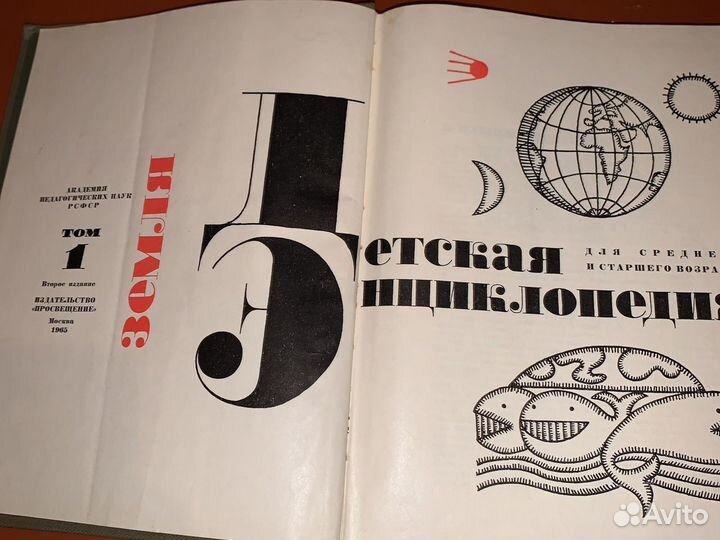 АКАДЕМИЯ
ПЕДАГОГИЧЕСКИХ НАУК
РСФСР
ТОМ
1
Второе издание
ИЗДАТЕЛЬСТВО
«ПРОСВЕЩЕНИЕ»
Москва
1965
земля
Детская
Энциклопедия
ДЛЯ СРЕДНЕ
И СТАРШЕГО ВОЗРА
Avito